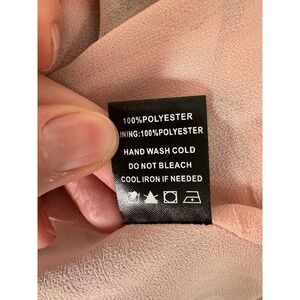 100%POLYESTER
INING:100%POLYESTER
HAND WASH COLD
DO NOT BLEACH
COOL IRON IF NEEDED